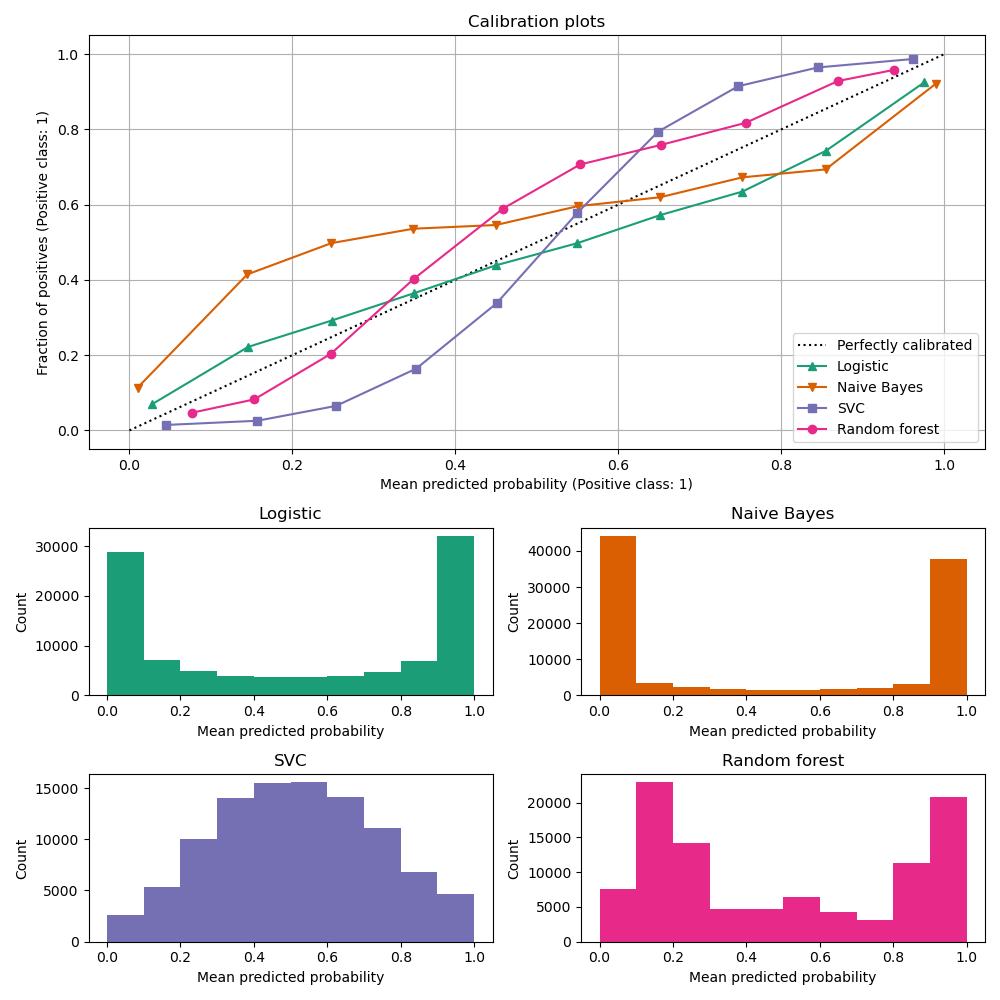 Calibration plots
Fraction of positives (Positive class: 1)
1.0
0.8
0.6
0.4
0.2
0.0
Perfectly calibrated
Logistic
Naive Bayes
SVC
Random forest
0.0 0.2 0.4 0.6 0.8 1.0
Mean predicted probability (Positive class: 1)
Logistic
Count
30000
20000
10000
0
0.0 0.2 0.4 0.6 0.8 1.0
Mean predicted probability
Naive Bayes
Count
40000
30000
20000
10000
0
0.0 0.2 0.4 0.6 0.8 1.0
Mean predicted probability
SVC
Count
15000
10000
5000
0
0.0 0.2 0.4 0.6 0.8 1.0
Mean predicted probability
Random forest
Count
20000
15000
10000
5000
0
0.0 0.2 0.4 0.6 0.8 1.0
Mean predicted probability